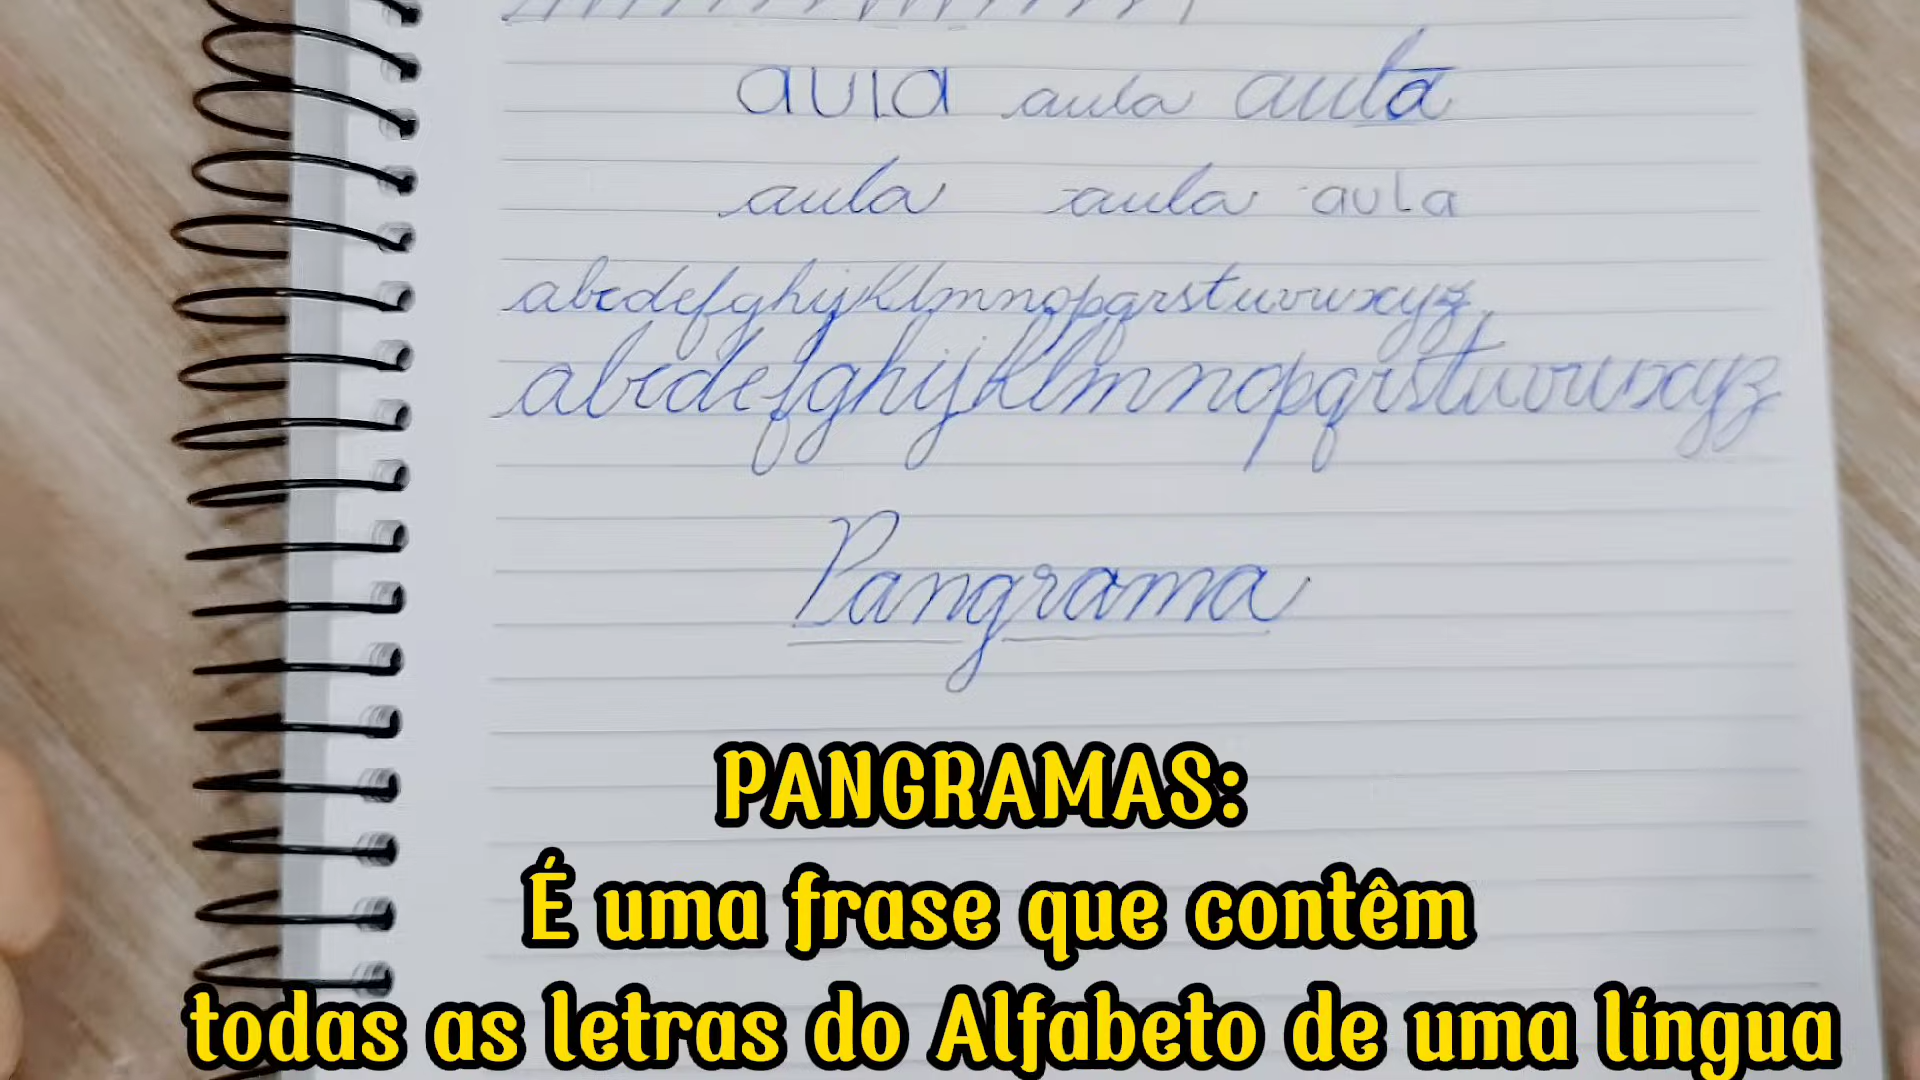 aula aula aula
aula aula aula
abcdefghijklmnopqrstuvwxyz
abcdefghijklmnopqrstuvwxyz
Pangrama
PANGRAMAS:
É uma frase que contêm
todas as letras do Alfabeto de uma língua